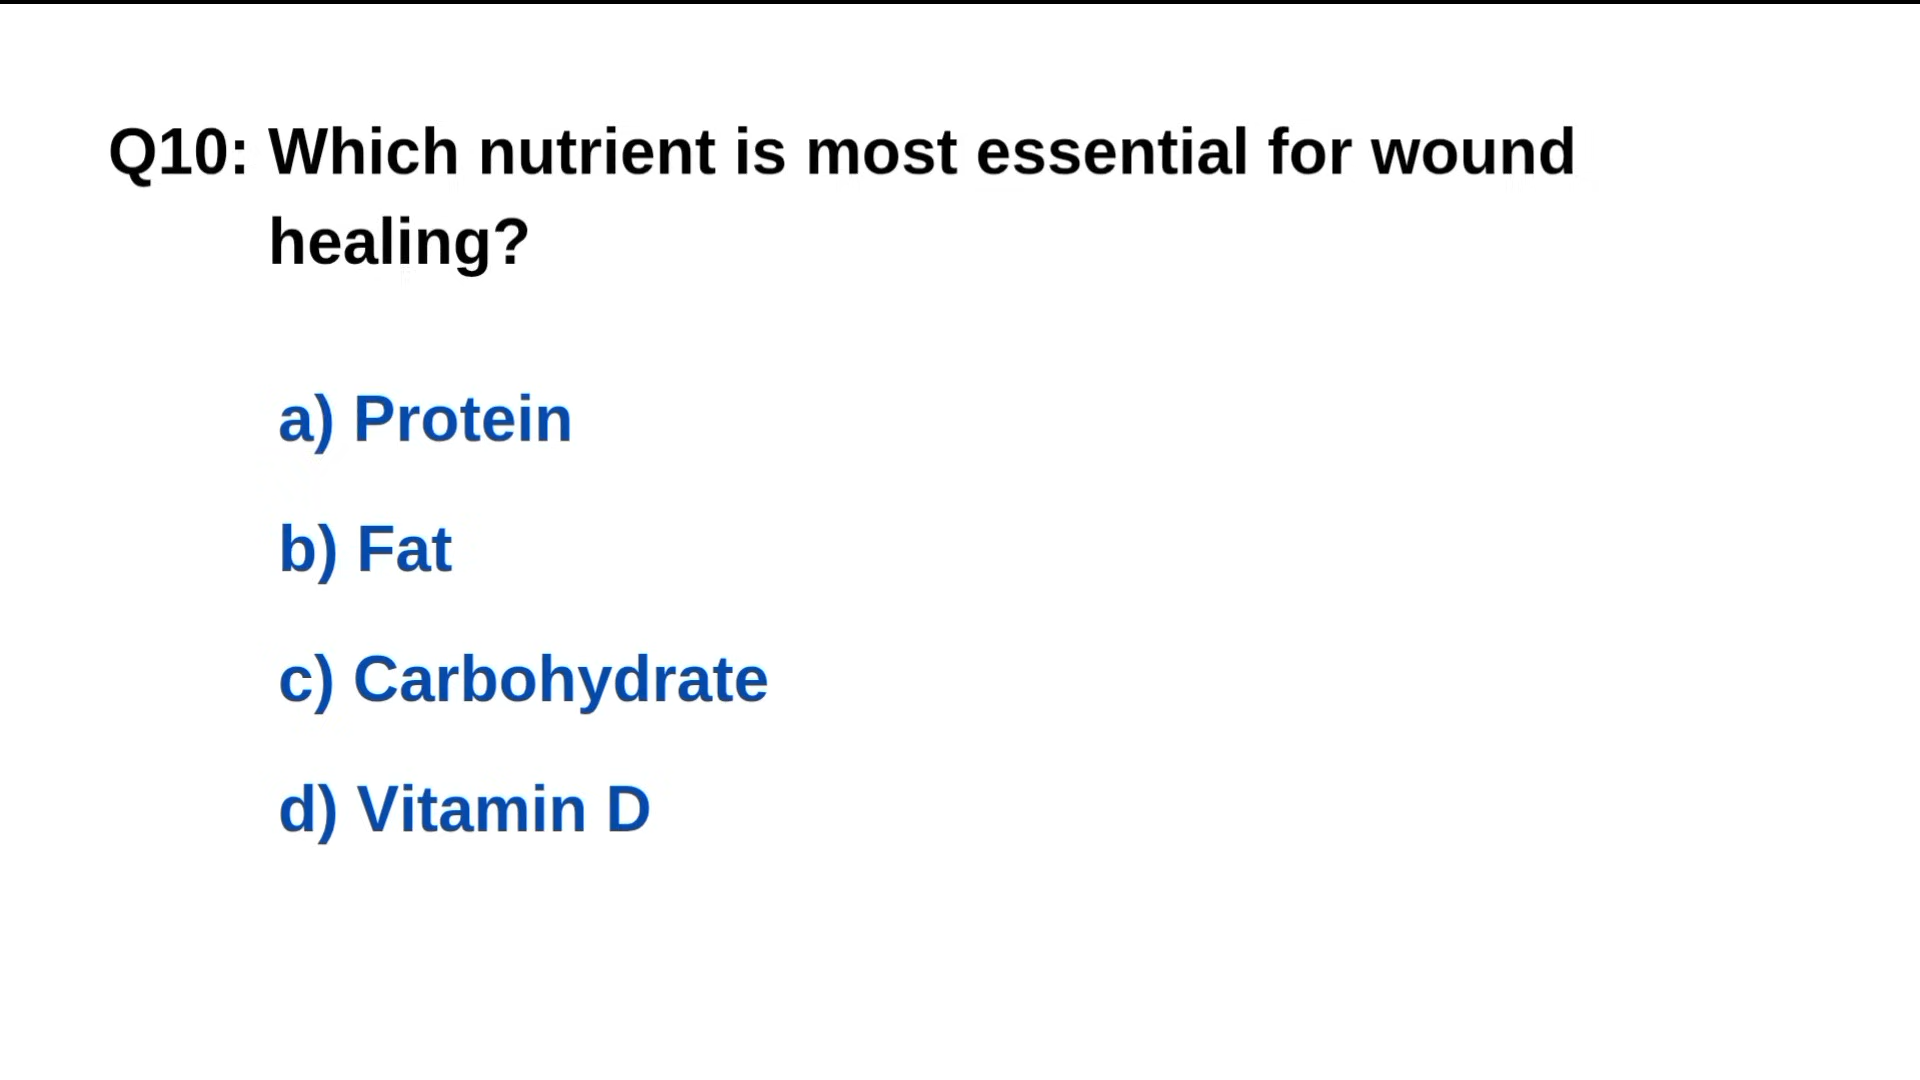 Q10: Which nutrient is most essential for wound
healing?
a) Protein
b) Fat
c) Carbohydrate
d) Vitamin D